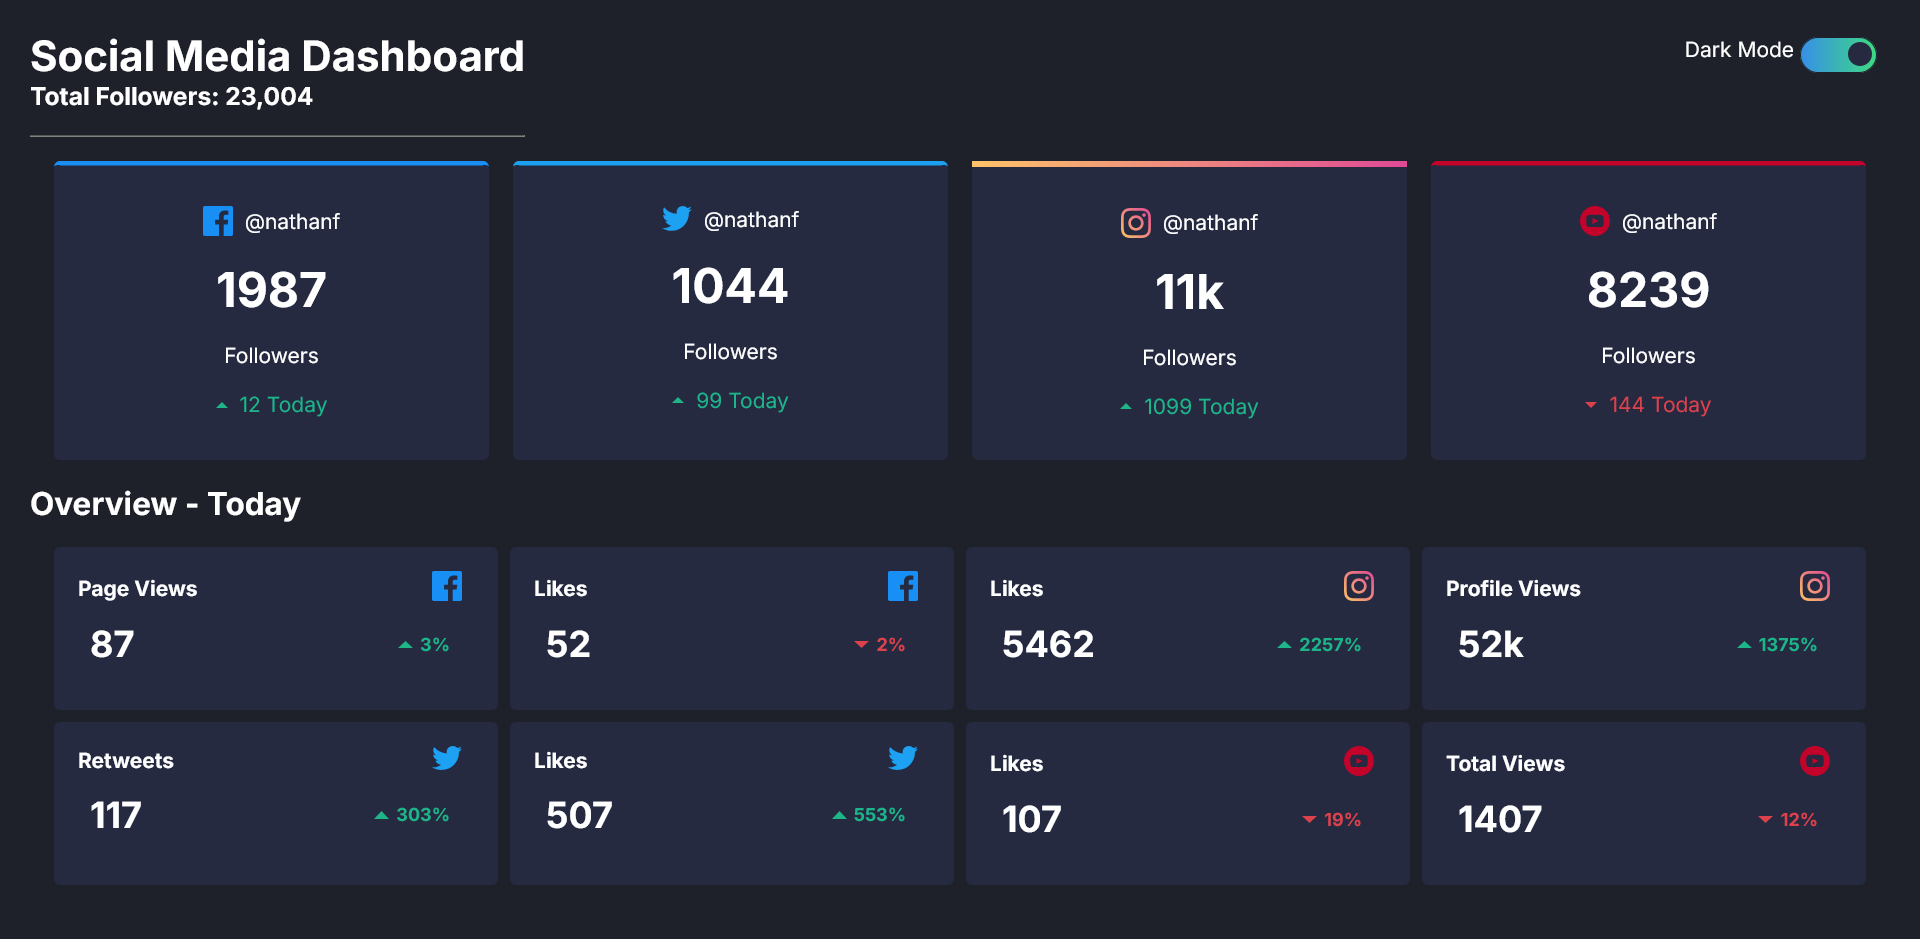 Social Media Dashboard
Total Followers: 23,004
Dark Mode
@nathanf
1987
Followers
12 Today
@nathanf
1044
Followers
99 Today
@nathanf
11k
Followers
1099 Today
@nathanf
8239
Followers
144 Today
Overview - Today
Page Views
87
3%
Likes
52
2%
Likes
5462
2257%
Profile Views
52k
1375%
Retweets
117
303%
Likes
507
553%
Likes
107
19%
Total Views
1407
12%